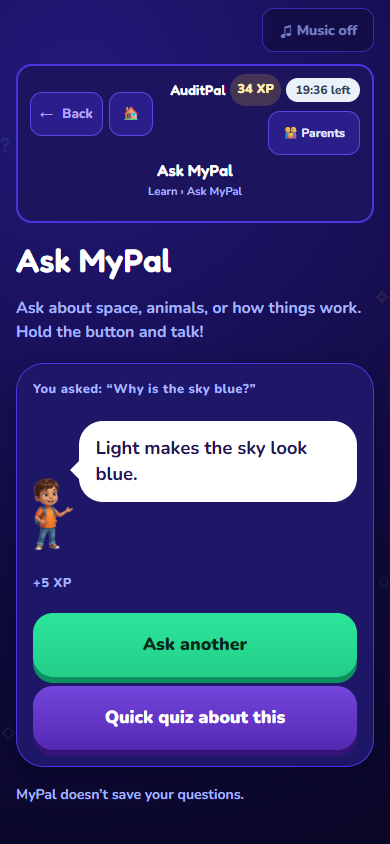 ♫ Music off
← Back
🏠
AuditPal
34 XP
19:36 left
Parents
Ask MyPal
Learn › Ask MyPal
Ask MyPal
Ask about space, animals, or how things work.
Hold the button and talk!
You asked: “Why is the sky blue?”
Light makes the sky look
blue.
+5 XP
Ask another
Quick quiz about this
MyPal doesn’t save your questions.